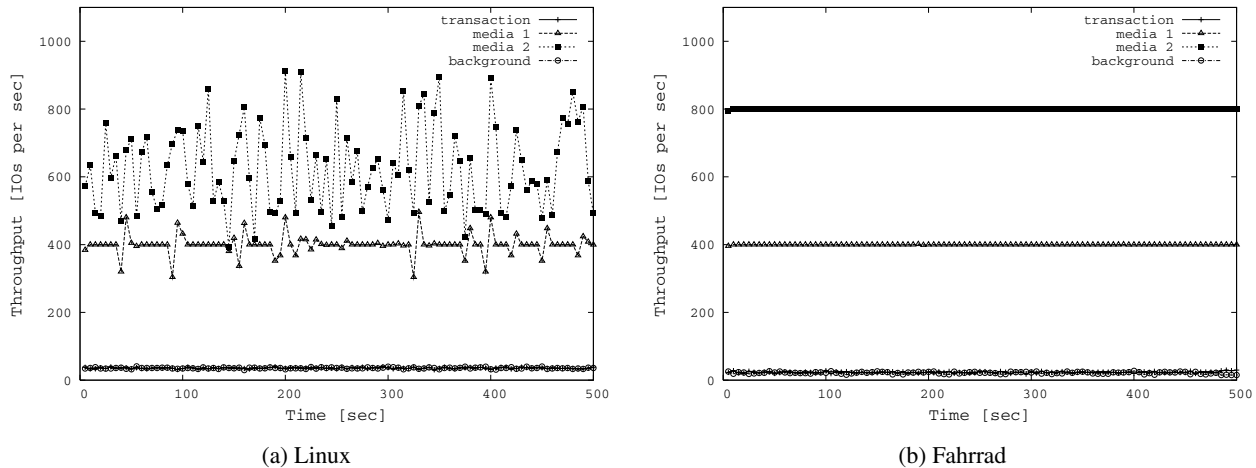 transaction
media 1
media 2
background
1000
800
600
400
200
0
Throughput [IOs per sec]
0 100 200 300 400 500
Time [sec]
(a) Linux
transaction
media 1
media 2
background
1000
800
600
400
200
0
Throughput [IOs per sec]
0 100 200 300 400 500
Time [sec]
(b) Fahrrad